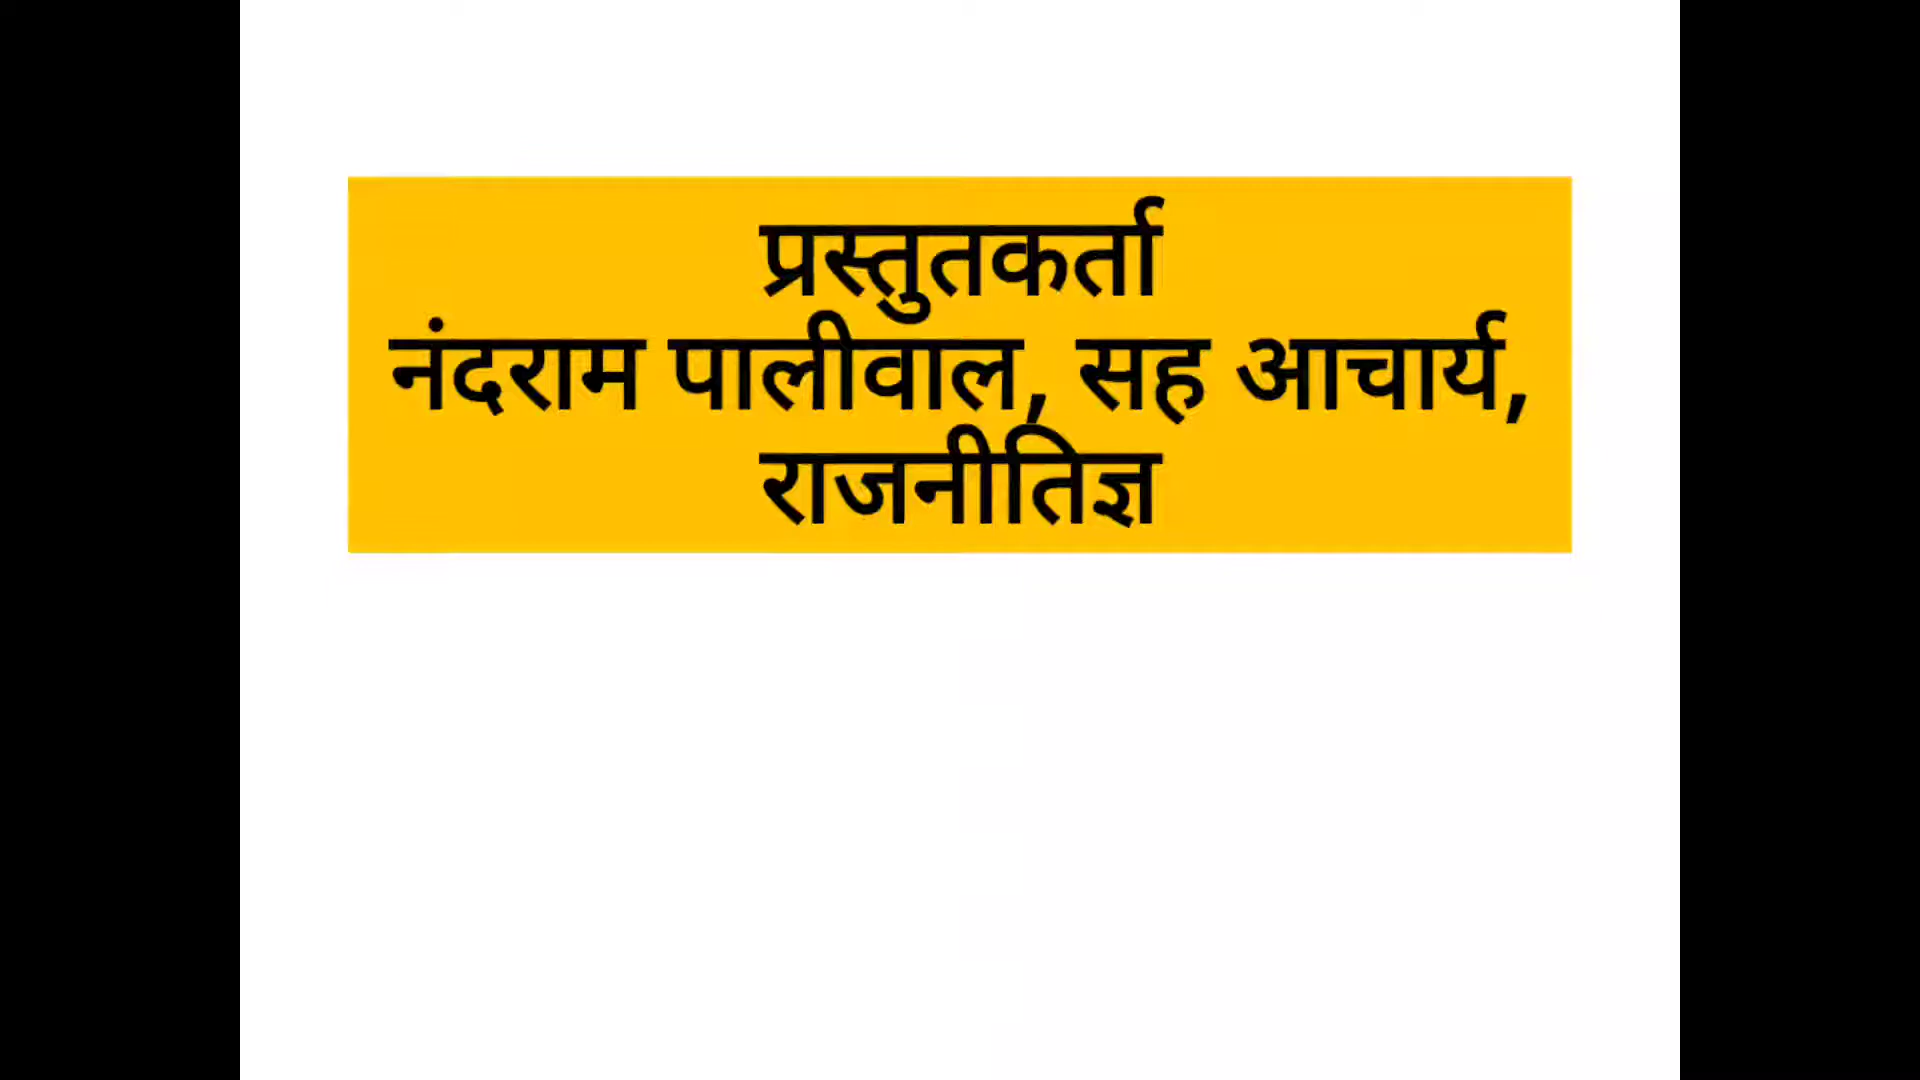 प्रस्तुतकर्ता
नंदराम पालीवाल, सह आचार्य,
राजनीतिज्ञ